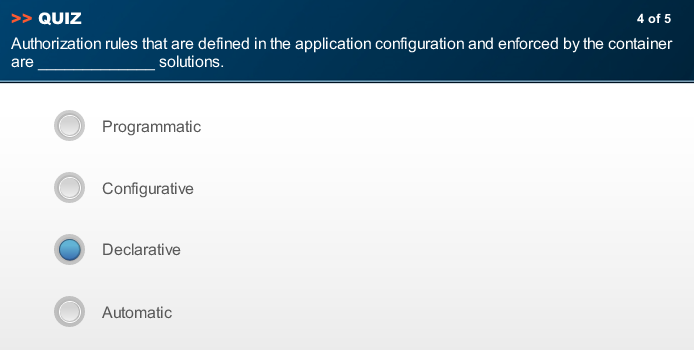 >> QUIZ
4 of 5
Authorization rules that are defined in the application configuration and enforced by the container
are ______________ solutions.
Programmatic
Configurative
Declarative
Automatic